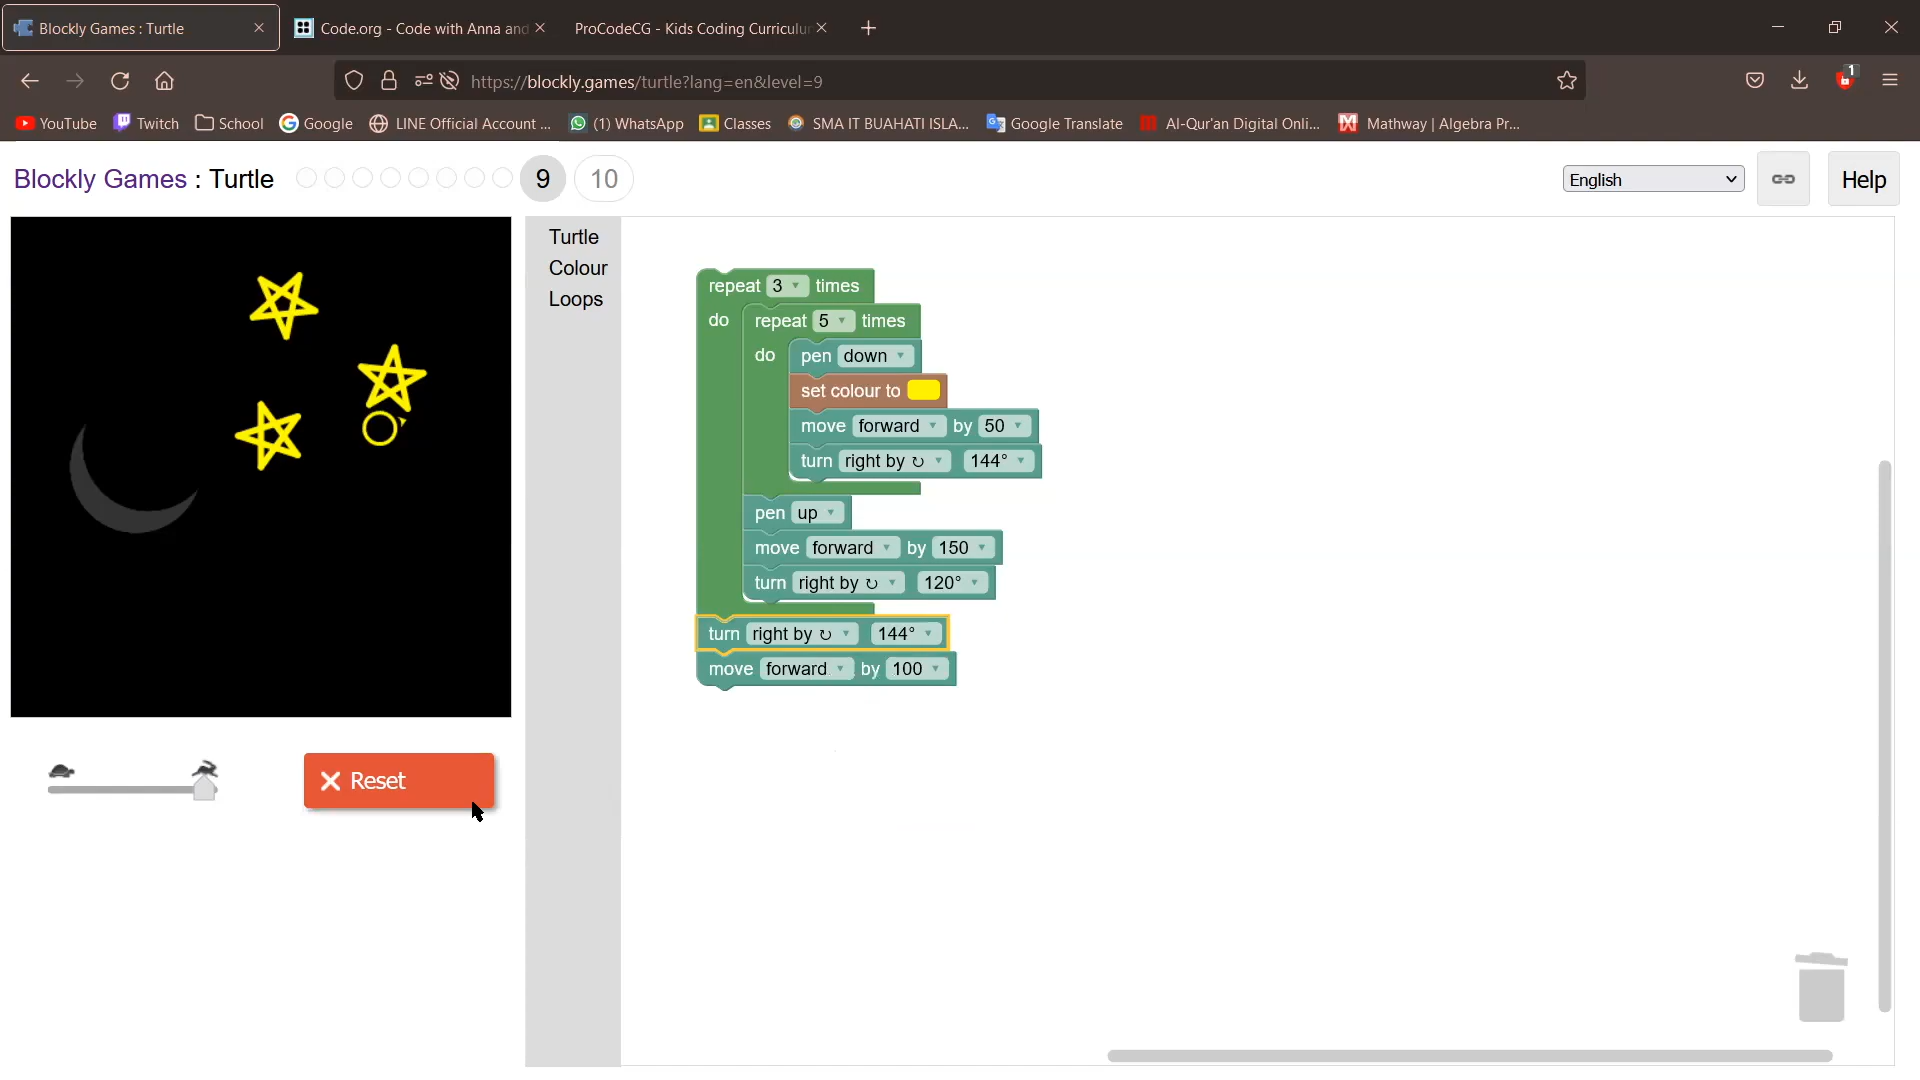 Blockly Games : Turtle
Code.org - Code with Anna and
ProCodeCG - Kids Coding Curriculu
https://blockly.games/turtle?lang=en&level=9
1
YouTube
Twitch
School
Google
LINE Official Account ...
(1) WhatsApp
Classes
SMA IT BUAHATI ISLA...
Google Translate
Al-Qur'an Digital Onli...
Mathway | Algebra Pr...
Blockly Games : Turtle
9
10
English
Help
Turtle
Colour
Loops
repeat 3 times
do repeat 5 times
do pen down
set colour to
move forward by 50
turn right by ↻ 144°
pen up
move forward by 150
turn right by ↻ 120°
turn right by ↻ 144°
move forward by 100
Reset